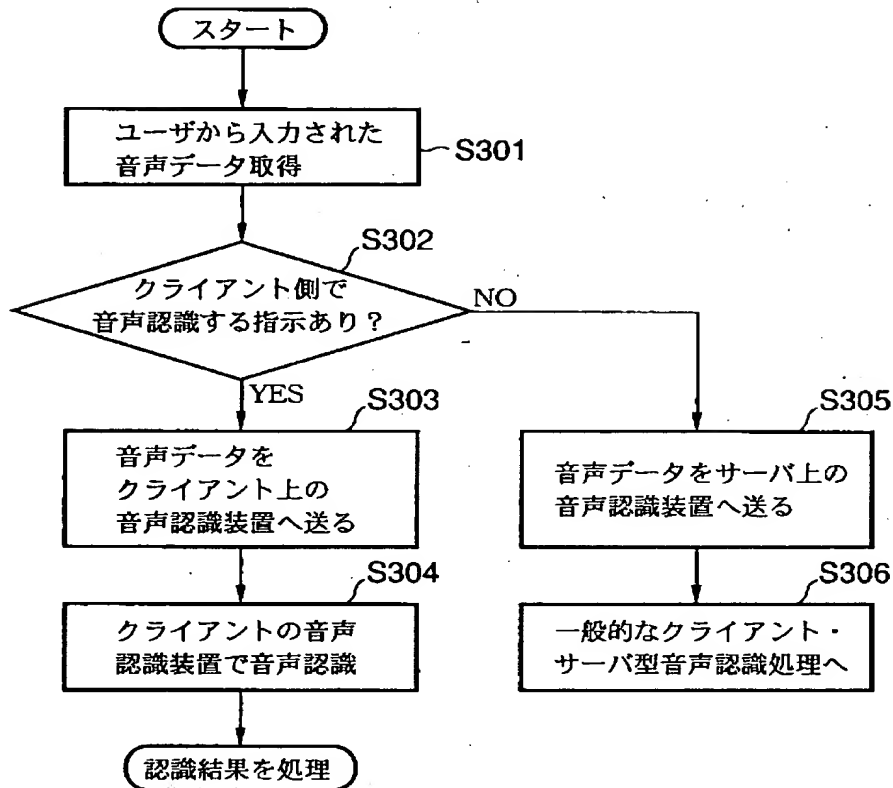 スタート
ユーザから入力された
音声データ取得
S301
S302
クライアント側で
音声認識する指示あり?
NO
YES
S303
音声データを
クライアント上の
音声認識装置へ送る
S305
音声データをサーバ上の
音声認識装置へ送る
S304
クライアントの音声
認識装置で音声認識
S306
一般的なクライアント・
サーバ型音声認識処理へ
認識結果を処理